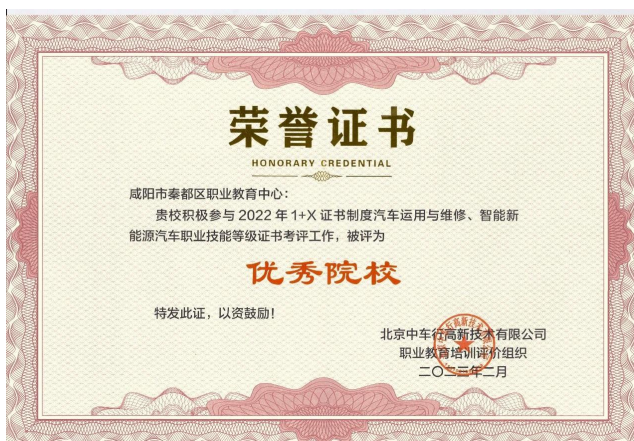 荣誉证书
HONORARY CREDENTIAL
咸阳市秦都区职业教育中心：
贵校积极参与 2022 年 1+X 证书制度汽车运用与维修、智能新
能源汽车职业技能等级证书考评工作，被评为
优秀院校
特发此证，以资鼓励！
北京中车行高新技术有限公司
职业教育培训评价组织
二〇二三年二月